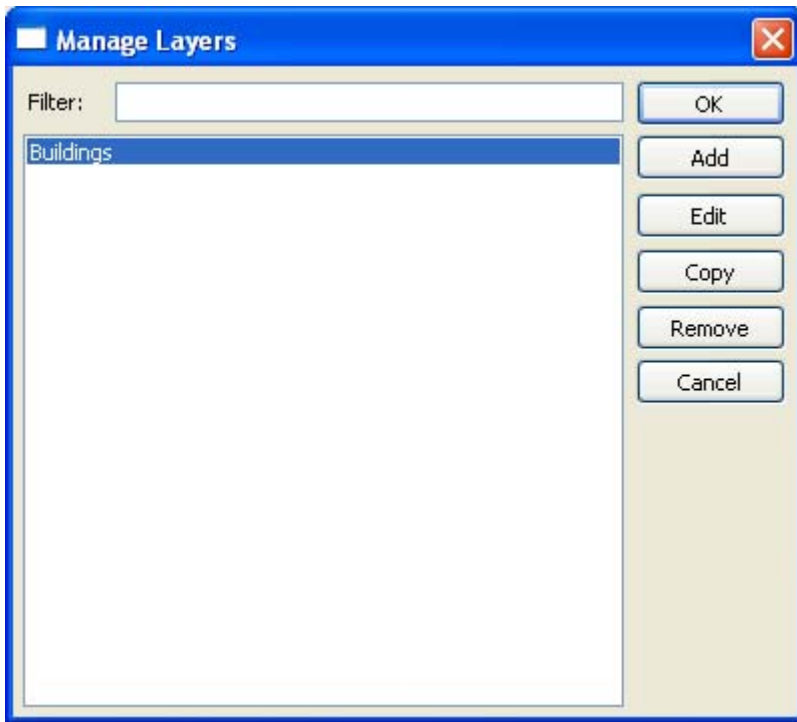 Manage Layers
Filter:
OK
Buildings
Add
Edit
Copy
Remove
Cancel